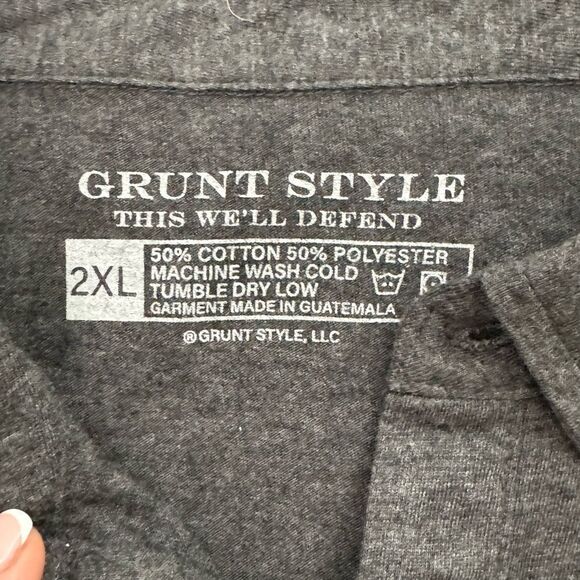 GRUNT STYLE
THIS WE'LL DEFEND
2XL
50% COTTON 50% POLYESTER
MACHINE WASH COLD
TUMBLE DRY LOW
GARMENT MADE IN GUATEMALA
®GRUNT STYLE, LLC